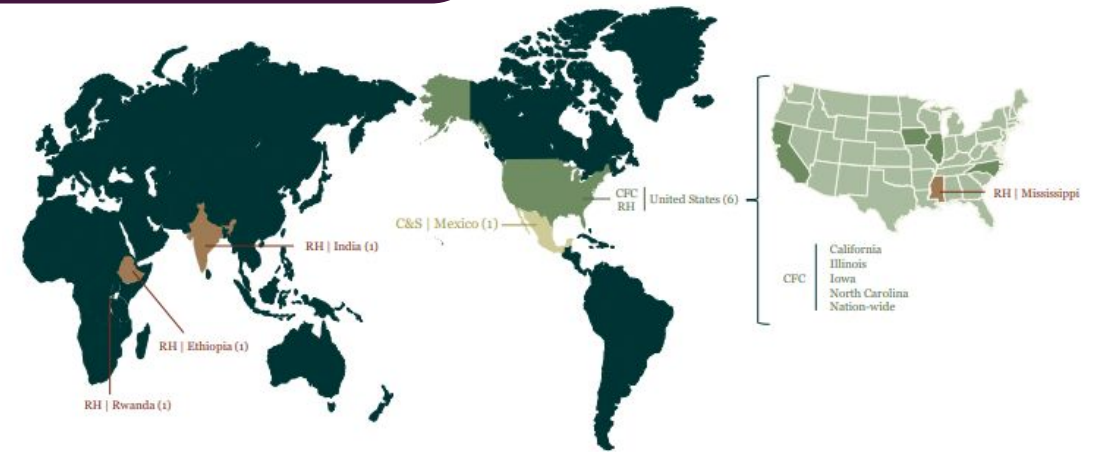 RH | India (1)
RH | Ethiopia (1)
RH | Rwanda (1)
C&S | Mexico (1)
CFC
RH
United States (6)
RH | Mississippi
CFC
California
Illinois
Iowa
North Carolina
Nation-wide